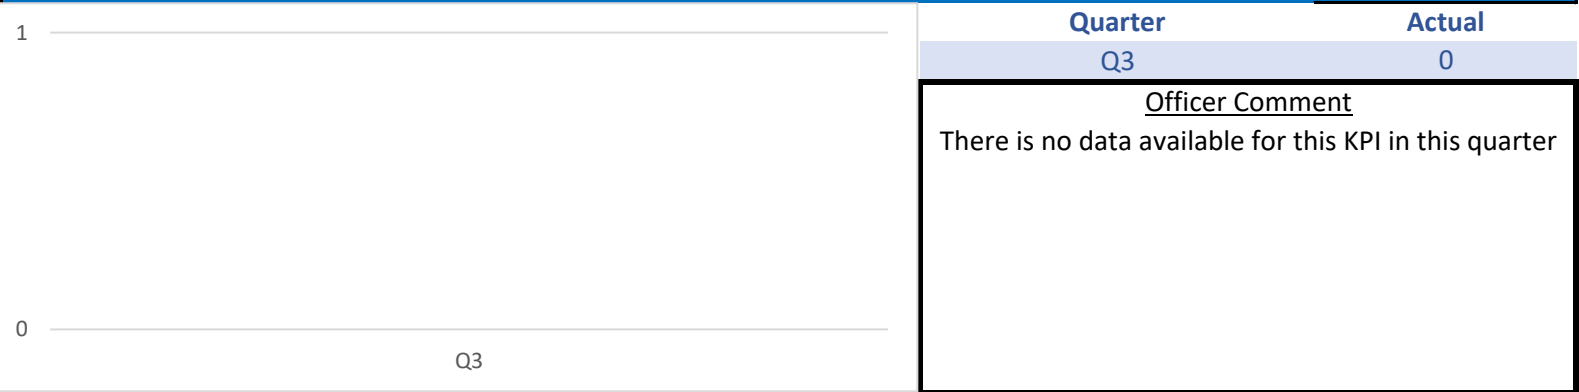 1
0
Q3
Quarter Actual
Q3 0
Officer Comment
There is no data available for this KPI in this quarter